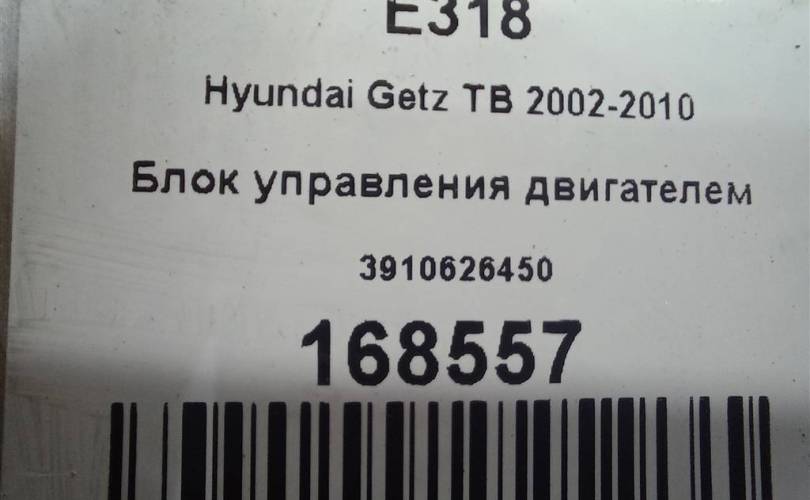 E318
Hyundai Getz TB 2002-2010
Блок управления двигателем
3910626450
168557